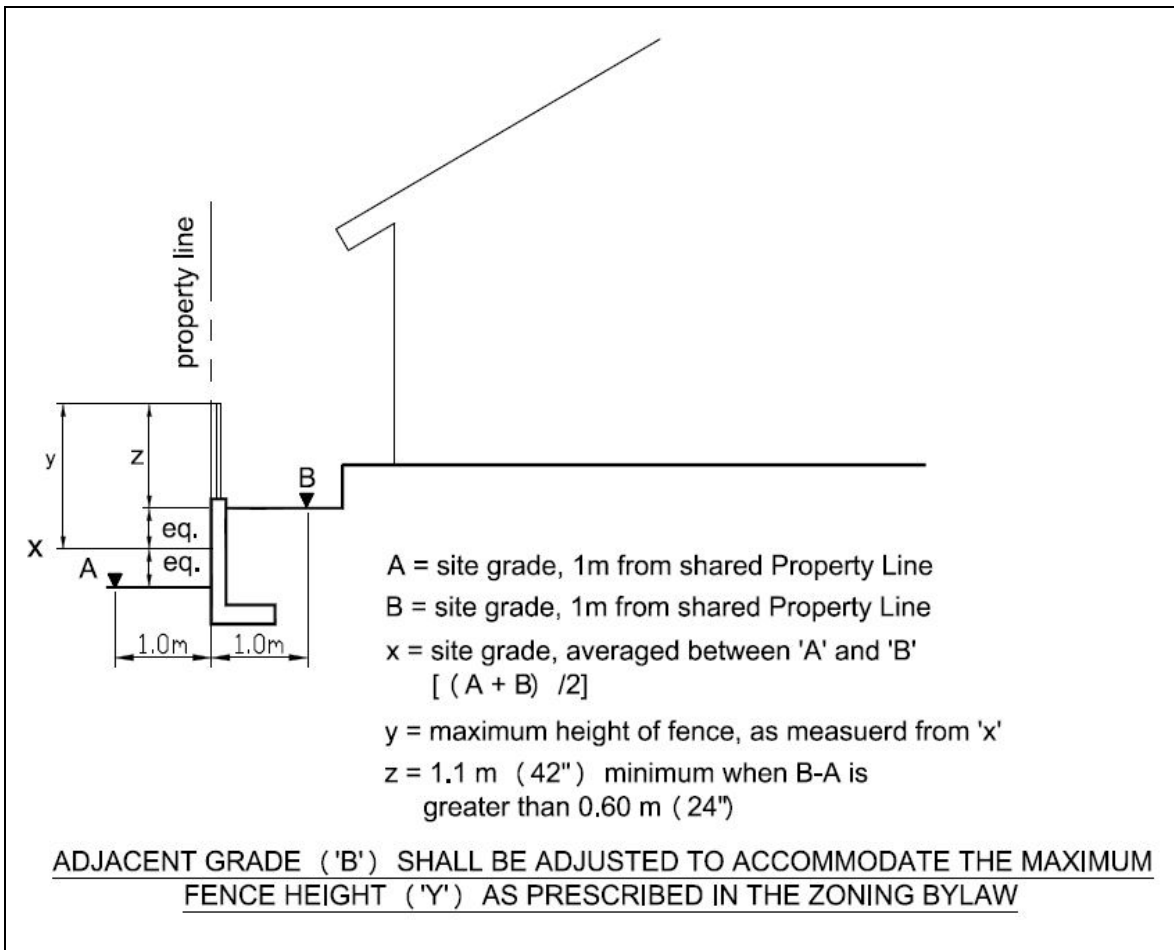 property line
y
z
B
eq.
x
eq.
A
1.0m 1.0m
A = site grade, 1m from shared Property Line
B = site grade, 1m from shared Property Line
x = site grade, averaged between 'A' and 'B'
[ (A + B) /2]
y = maximum height of fence, as measuerd from 'x'
z = 1.1 m (42") minimum when B-A is
greater than 0.60 m (24")
ADJACENT GRADE ('B') SHALL BE ADJUSTED TO ACCOMMODATE THE MAXIMUM
FENCE HEIGHT ('Y') AS PRESCRIBED IN THE ZONING BYLAW